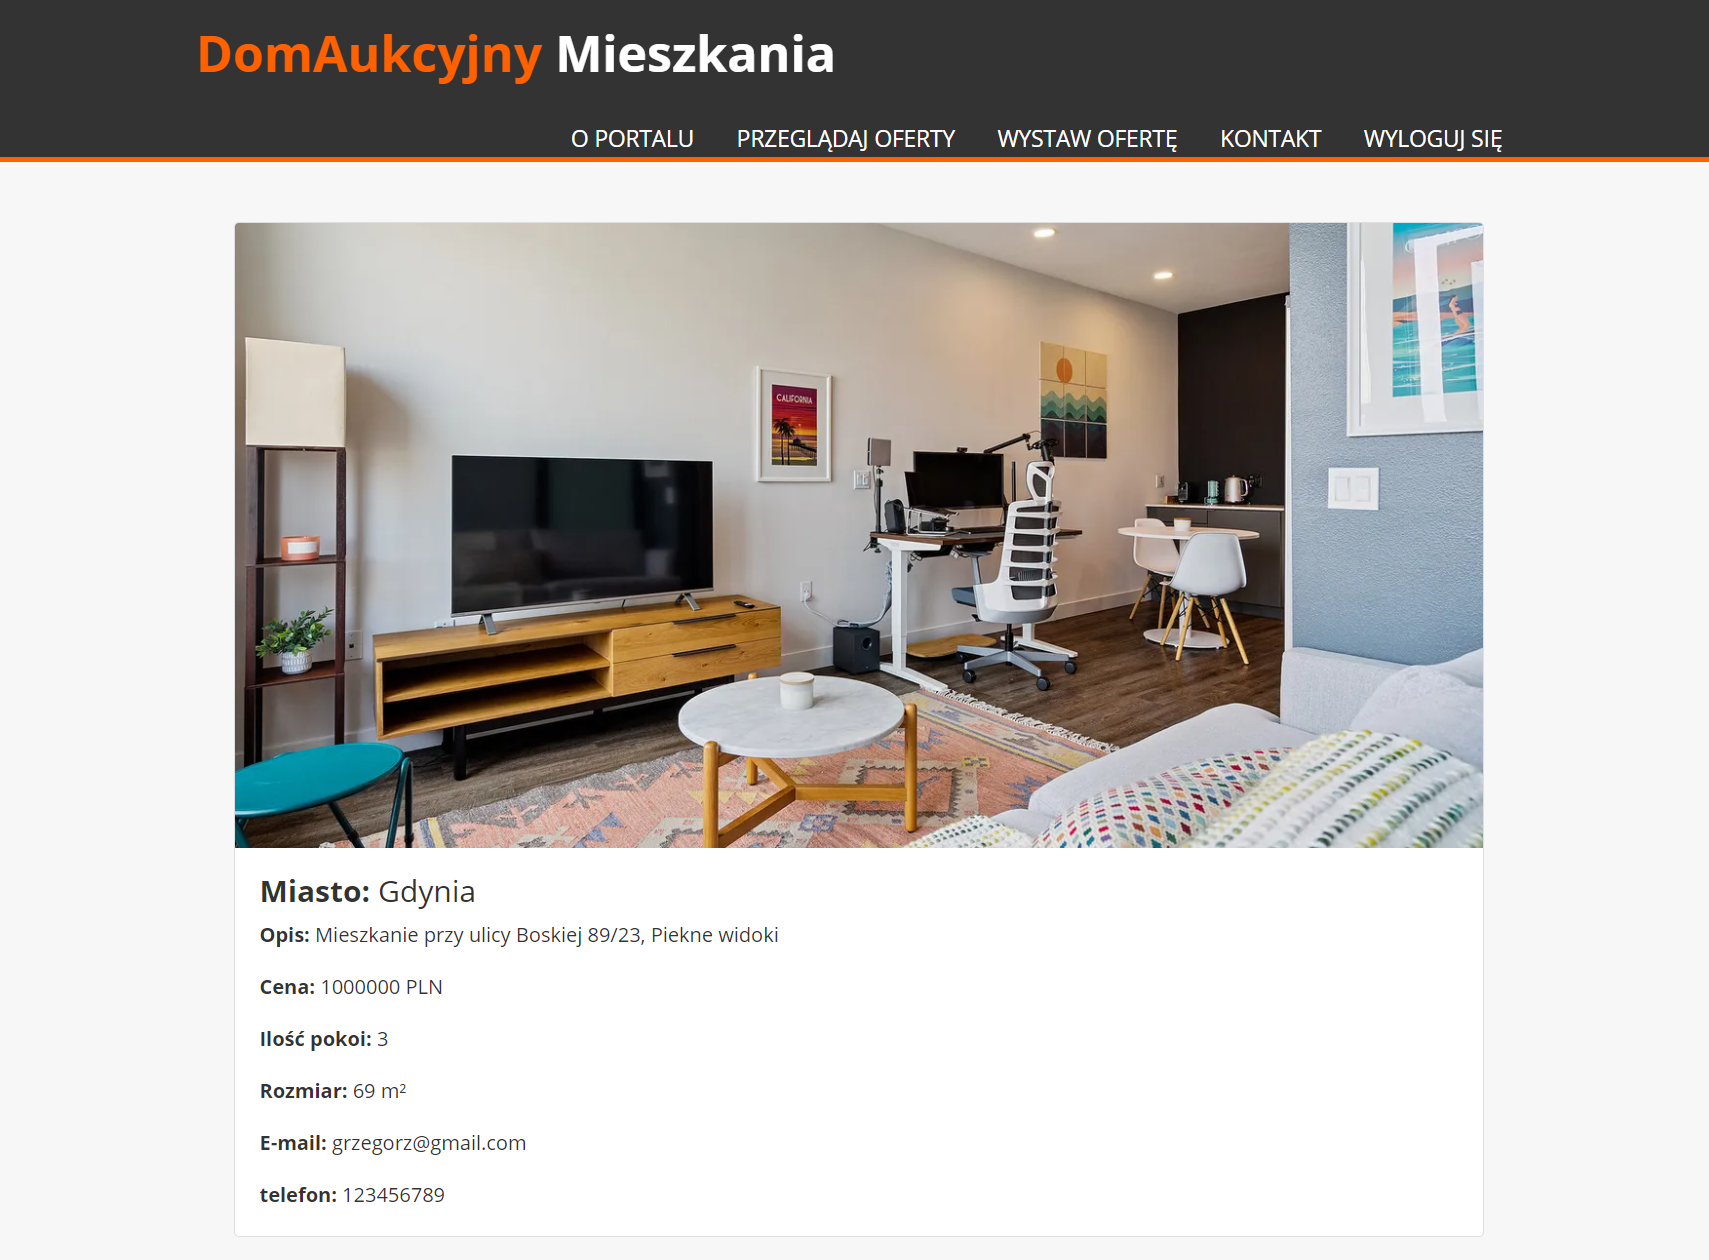 DomAukcyjny Mieszkania
O PORTALU PRZEGLĄDAJ OFERTY WYSTAW OFERTĘ KONTAKT WYLOGUJ SIĘ
CALIFORNIA
Miasto: Gdynia
Opis: Mieszkanie przy ulicy Boskiej 89/23, Piekne widoki
Cena: 1000000 PLN
Ilość pokoi: 3
Rozmiar: 69 m²
E-mail: grzegorz@gmail.com
telefon: 123456789